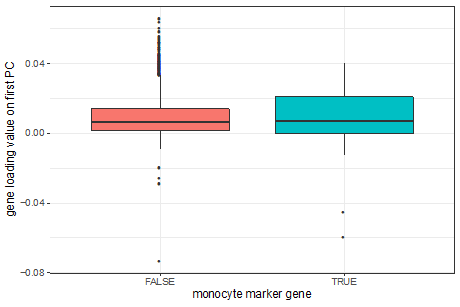 gene loading value on first PC
0.04
0.00
−0.04
−0.08
FALSE
TRUE
monocyte marker gene